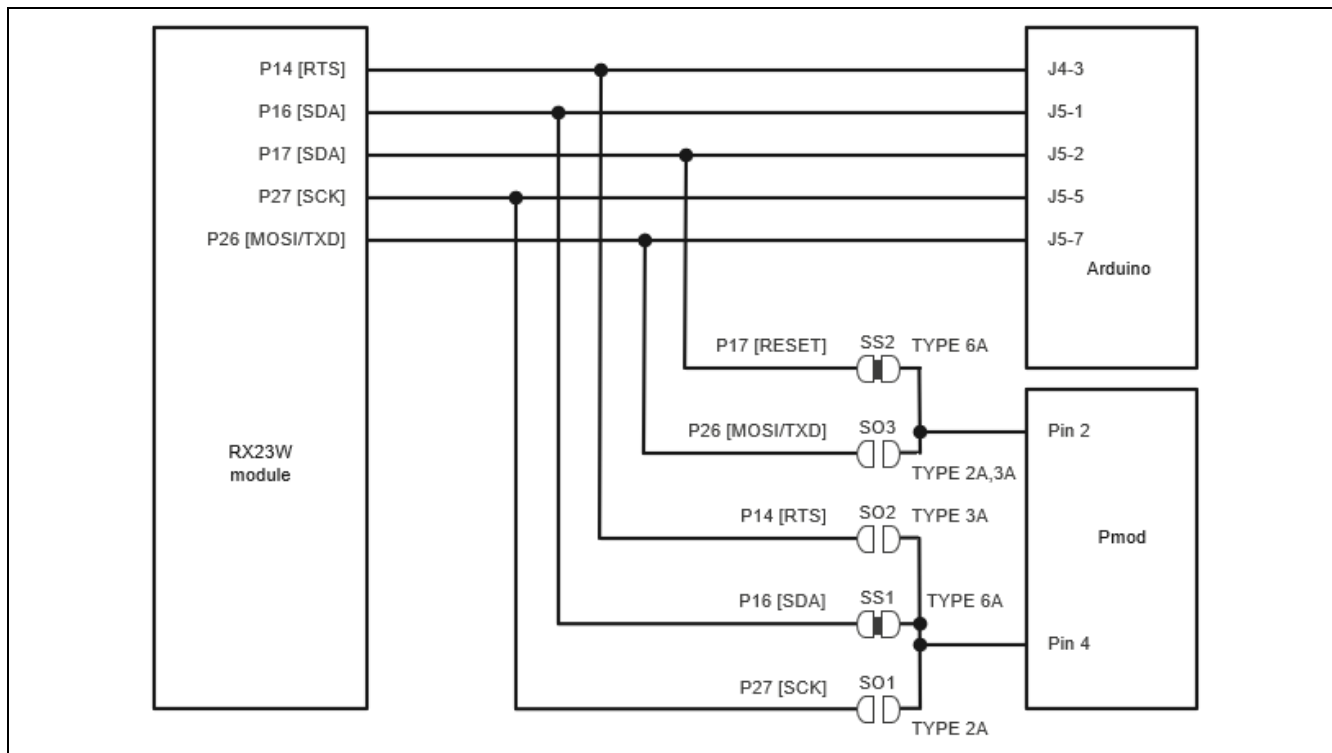 P14 [RTS]
J4-3
P16 [SDA]
J5-1
P17 [SDA]
J5-2
P27 [SCK]
J5-5
P26 [MOSI/TXD]
J5-7
Arduino
P17 [RESET]
SS2
TYPE 6A
P26 [MOSI/TXD]
SO3
Pin 2
RX23W
module
TYPE 2A,3A
P14 [RTS]
SO2
TYPE 3A
Pmod
P16 [SDA]
SS1
TYPE 6A
Pin 4
P27 [SCK]
SO1
TYPE 2A